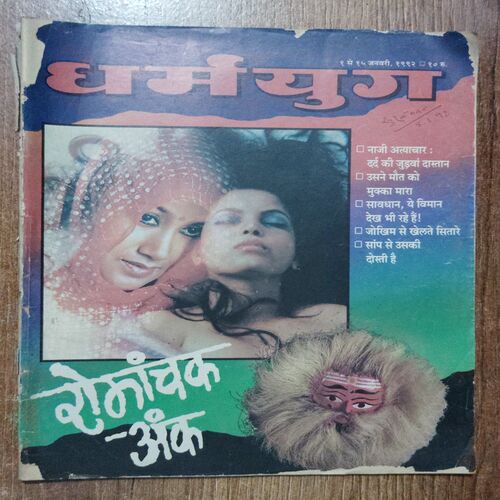 १ से १५ जनवरी, १९९२ □ १० रु.
धर्मयुग
□ नाजी अत्याचार :
दर्द की जुड़वां दास्तान
□ उसने मौत को
मुक्का मारा
□ सावधान, ये विमान
देख भी रहे हैं!
□ जोखिम से खेलते सितारे
□ सांप से उसकी
दोस्ती है
रोमांचक
-अंक